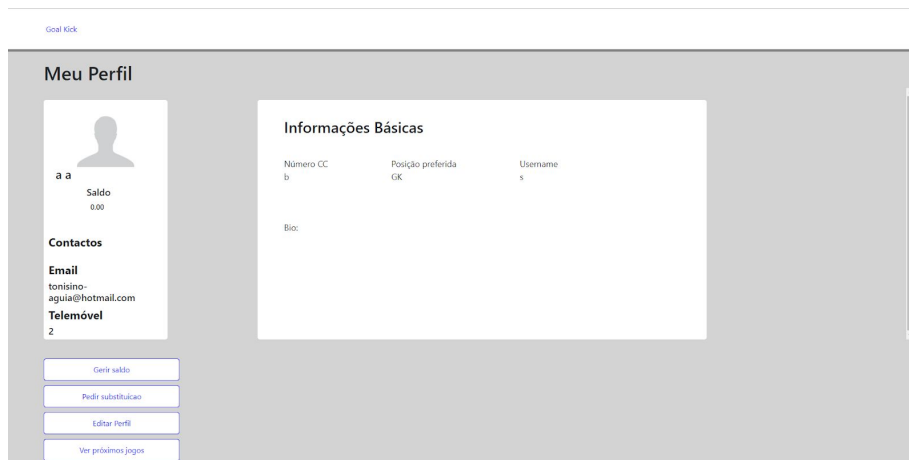 Goal Kick
Meu Perfil
a a
Saldo
0.00
Contactos
Email
tonisino-
aguia@hotmail.com
Telemóvel
2
Informações Básicas
Número CC Posição preferida Username
b GK s
Bio:
Gerir saldo
Pedir substituicao
Editar Perfil
Ver próximos jogos